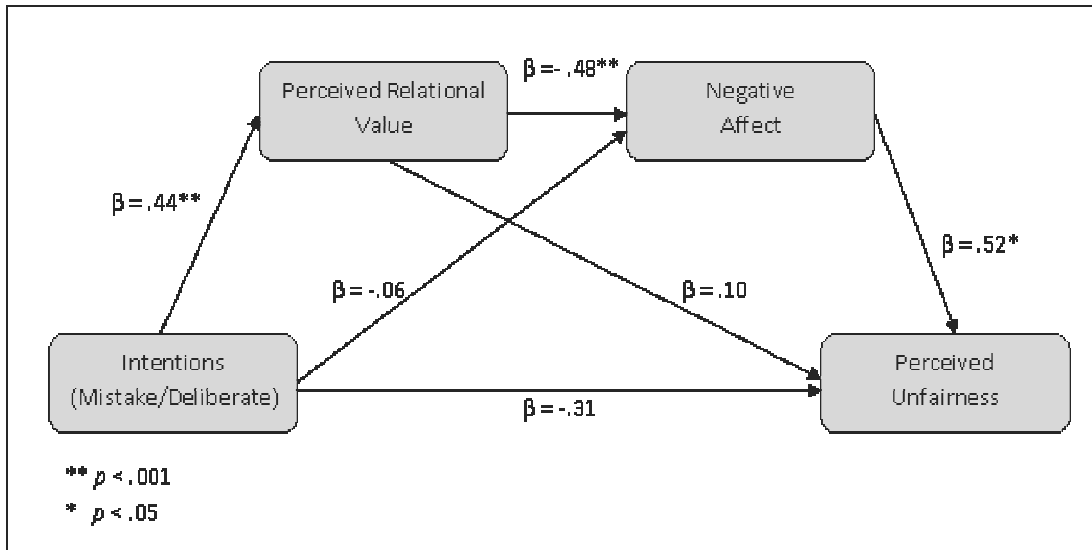 β = - .48**
Perceived Relational
Value
Negative
Affect
β = .44**
β = .52*
β = -.06
β = .10
Intentions
(Mistake/Deliberate)
β = -.31
Perceived
Unfairness
** p < .001
* p < .05